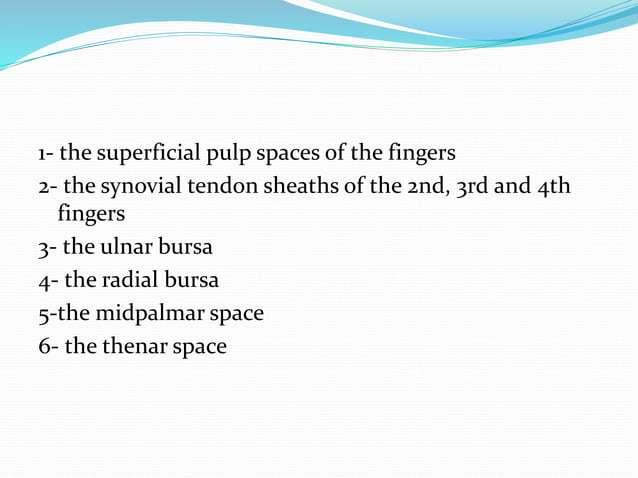 1- the superficial pulp spaces of the fingers
2- the synovial tendon sheaths of the 2nd, 3rd and 4th
fingers
3- the ulnar bursa
4- the radial bursa
5-the midpalmar space
6- the thenar space